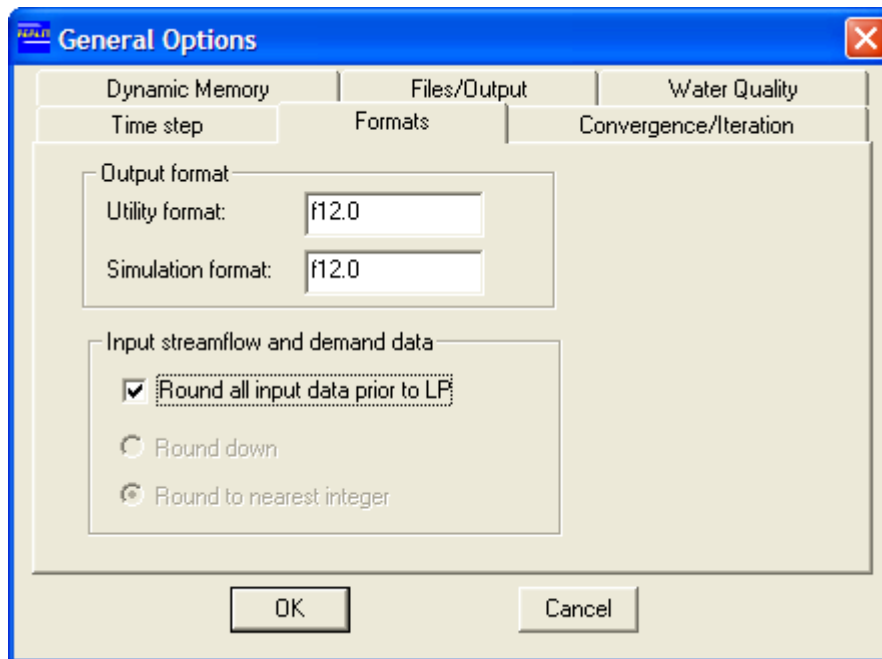 General Options
Dynamic Memory Files/Output Water Quality
Time step Formats Convergence/Iteration
Output format
Utility format: f12.0
Simulation format: f12.0
Input streamflow and demand data
Round all input data prior to LP
Round down
Round to nearest integer
OK Cancel